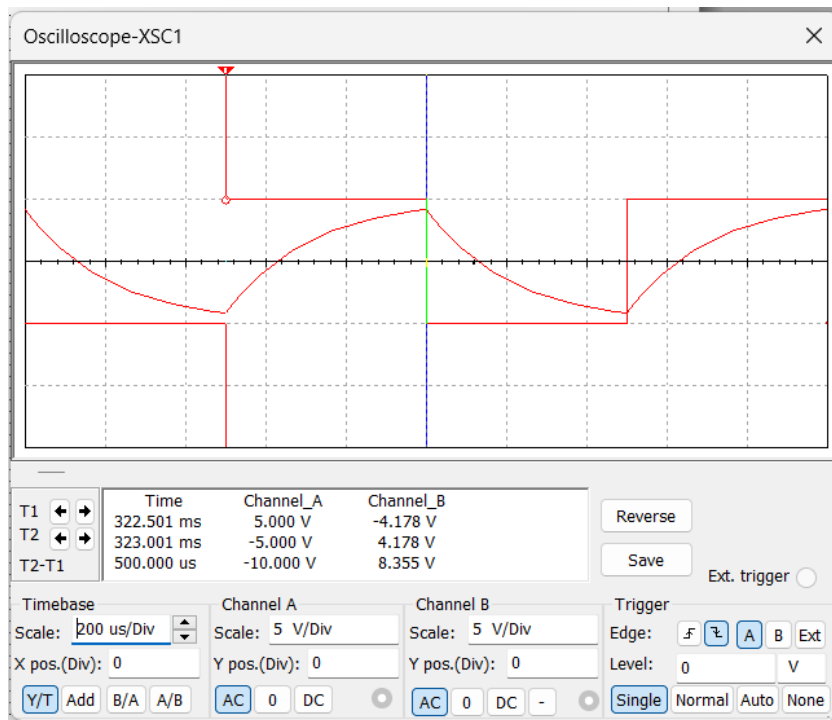 Oscilloscope-XSC1
Time Channel_A Channel_B
T1 322.501 ms 5.000 V -4.178 V
T2 323.001 ms -5.000 V 4.178 V
T2-T1 500.000 us -10.000 V 8.355 V
Reverse
Save
Ext. trigger
Timebase
Scale: 200 us/Div
X pos.(Div): 0
Y/T Add B/A A/B
Channel A
Scale: 5 V/Div
Y pos.(Div): 0
AC 0 DC
Channel B
Scale: 5 V/Div
Y pos.(Div): 0
AC 0 DC -
Trigger
Edge: A B Ext
Level: 0 V
Single Normal Auto None